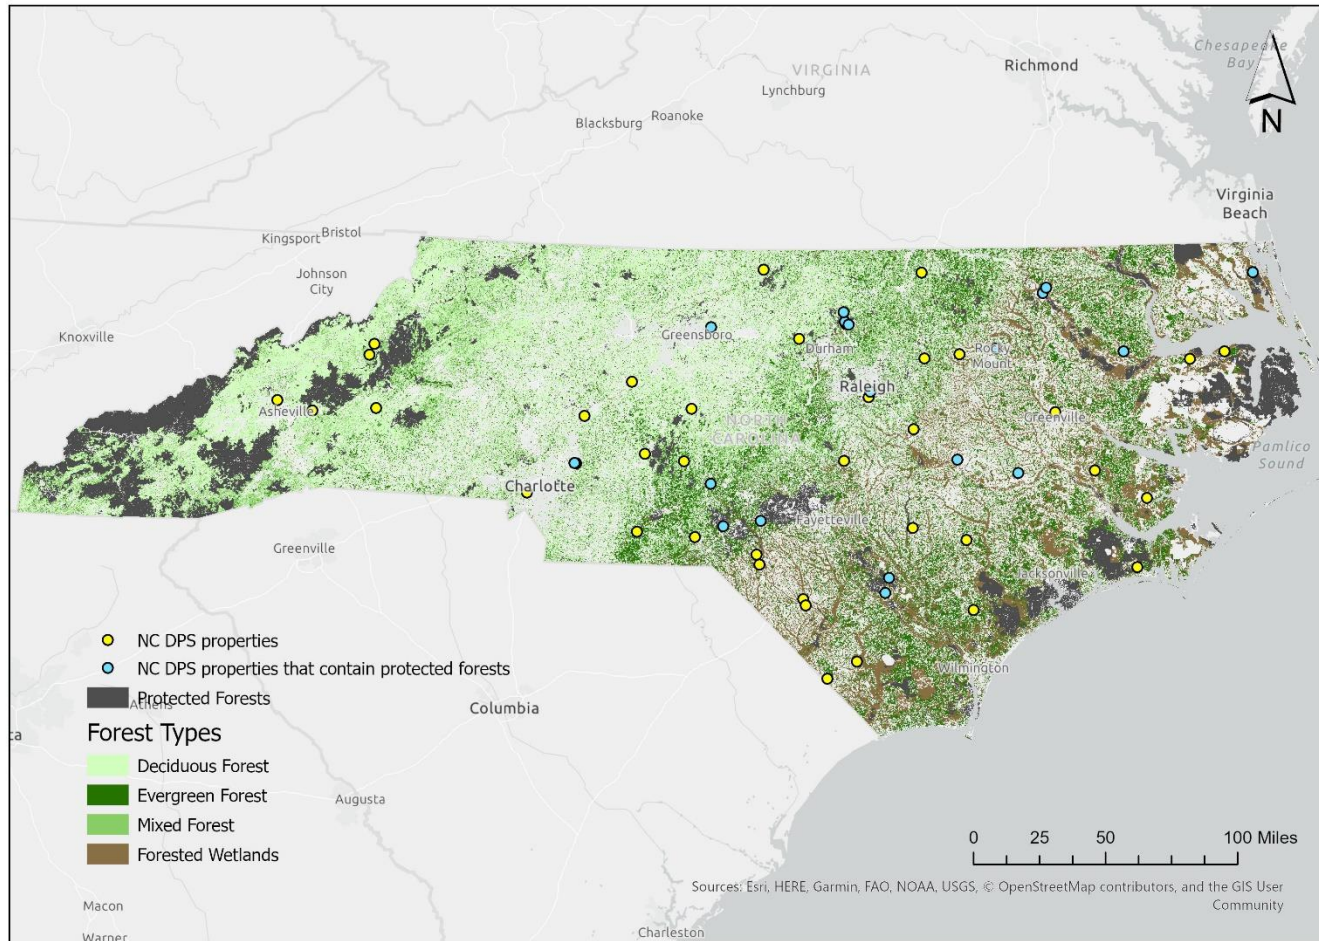 Chesapeake
Bay
Richmond
VIRGINIA
Lynchburg
Roanoke
Blacksburg
N
Virginia
Beach
Bristol
Kingsport
Johnson
City
Knoxville
Greensboro
Durham
Rocky
Mount
Raleigh
Asheville
NORTH
CAROLINA
Greenville
Pamlico
Sound
Charlotte
Fayetteville
Greenville
Jacksonville
NC DPS properties
NC DPS properties that contain protected forests
Wilmington
Protected Forests
Athens
Columbia
ta
Forest Types
Deciduous Forest
Evergreen Forest
Mixed Forest
Forested Wetlands
Augusta
0 25 50 100 Miles
Sources: Esri, HERE, Garmin, FAO, NOAA, USGS, © OpenStreetMap contributors, and the GIS User
Community
Macon
Warner
Charleston